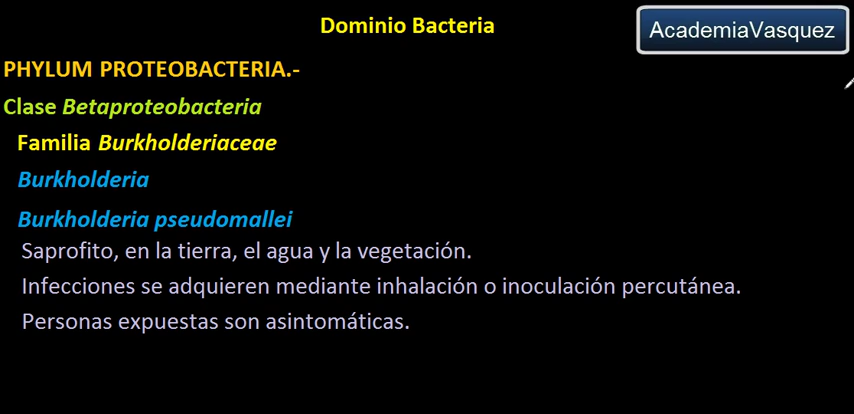 Dominio Bacteria
AcademiaVasquez
PHYLUM PROTEOBACTERIA.-
Clase Betaproteobacteria
Familia Burkholderiaceae
Burkholderia
Burkholderia pseudomallei
Saprofito, en la tierra, el agua y la vegetación.
Infecciones se adquieren mediante inhalación o inoculación percutánea.
Personas expuestas son asintomáticas.